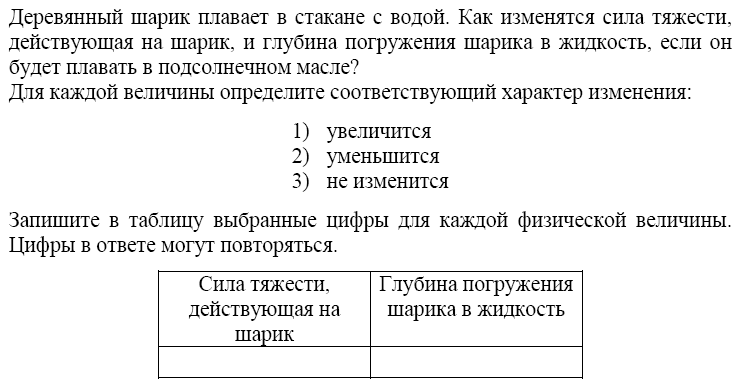 Деревянный шарик плавает в стакане с водой. Как изменятся сила тяжести,
действующая на шарик, и глубина погружения шарика в жидкость, если он
будет плавать в подсолнечном масле?
Для каждой величины определите соответствующий характер изменения:
1) увеличится
2) уменьшится
3) не изменится
Запишите в таблицу выбранные цифры для каждой физической величины.
Цифры в ответе могут повторяться.
Сила тяжести,
действующая на
шарик
Глубина погружения
шарика в жидкость